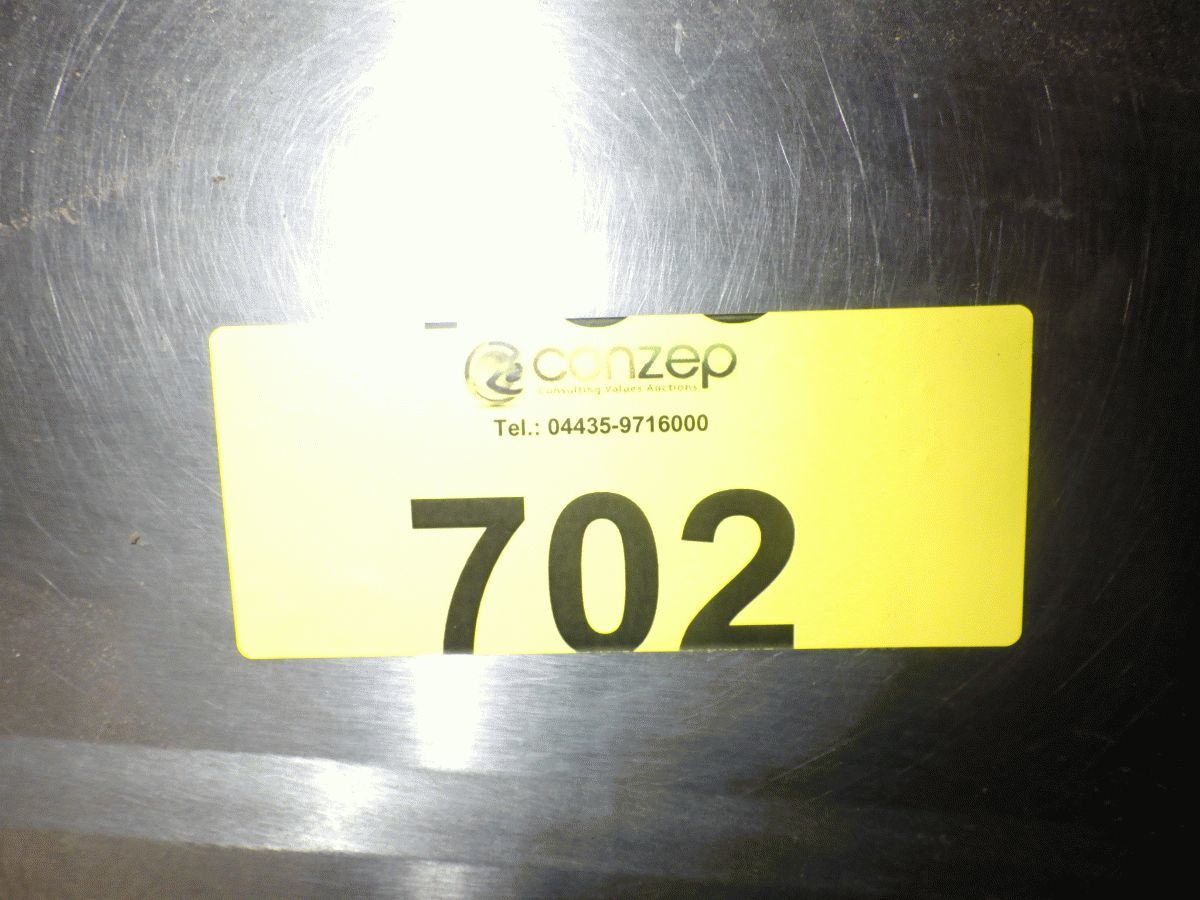 conzep
Consulting Values Auctions
Tel.: 04435-9716000
702